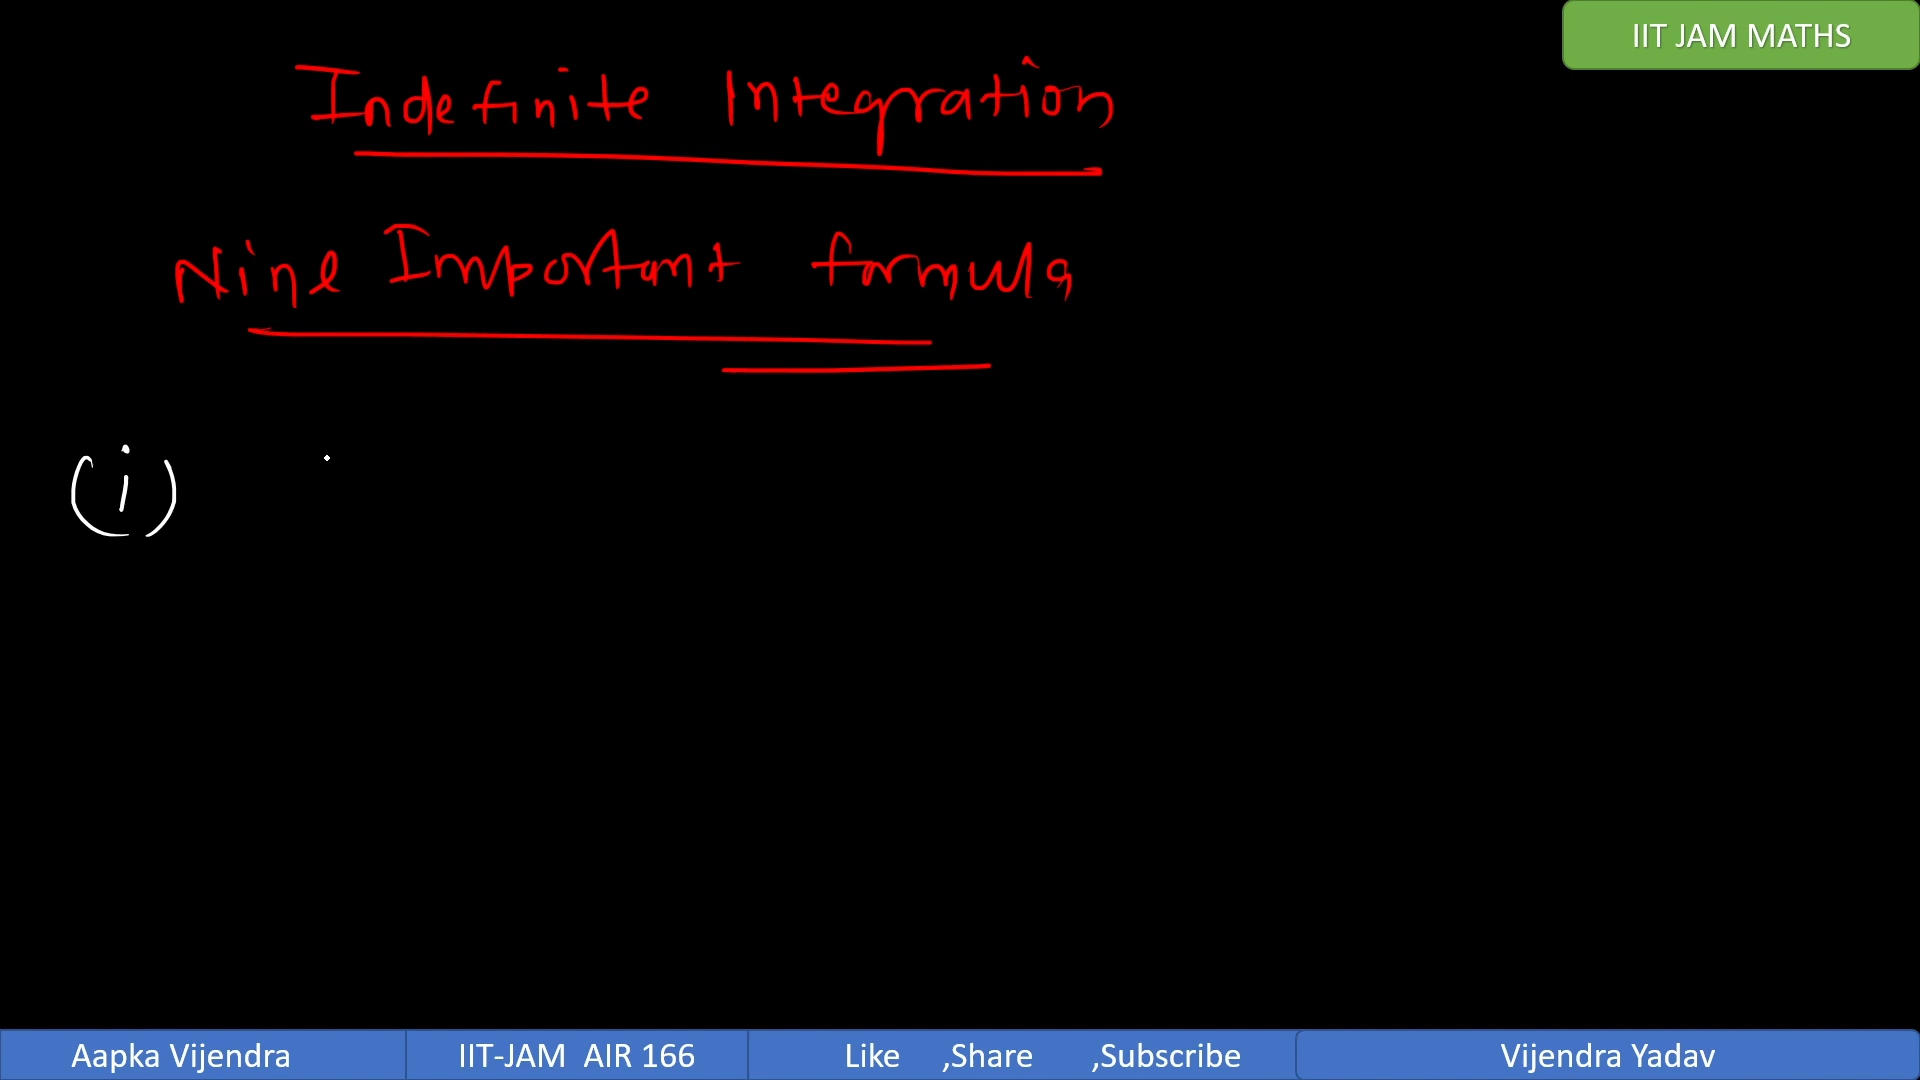 IIT JAM MATHS
Indefinite Integration
Nine Important formula
(i)
Aapka Vijendra
IIT-JAM AIR 166
Like ,Share ,Subscribe
Vijendra Yadav